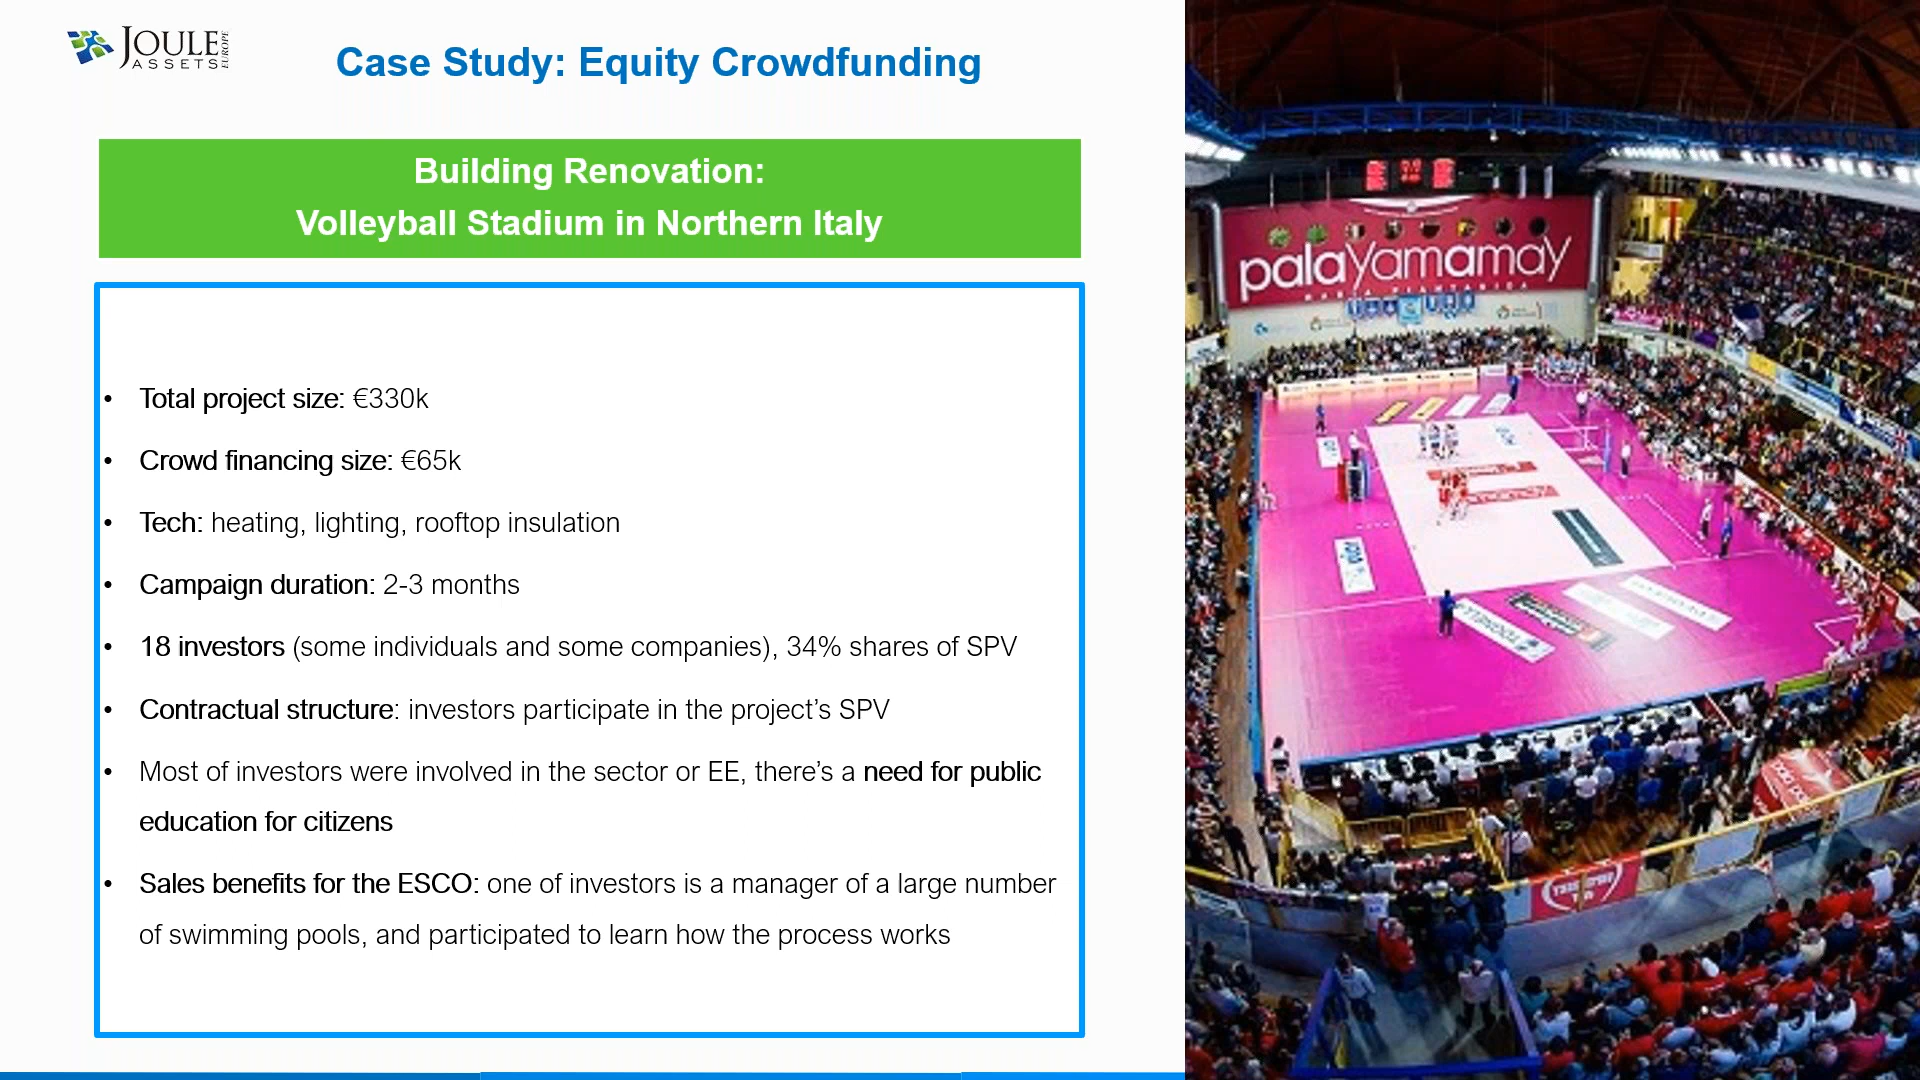 JOULE
ASSETS
EUROPE
Case Study: Equity Crowdfunding
Building Renovation:
Volleyball Stadium in Northern Italy
• Total project size: €330k
• Crowd financing size: €65k
• Tech: heating, lighting, rooftop insulation
• Campaign duration: 2-3 months
• 18 investors (some individuals and some companies), 34% shares of SPV
• Contractual structure: investors participate in the project’s SPV
• Most of investors were involved in the sector or EE, there’s a need for public
education for citizens
• Sales benefits for the ESCO: one of investors is a manager of a large number
of swimming pools, and participated to learn how the process works
palayamamay
MARIA PIANTANIDA